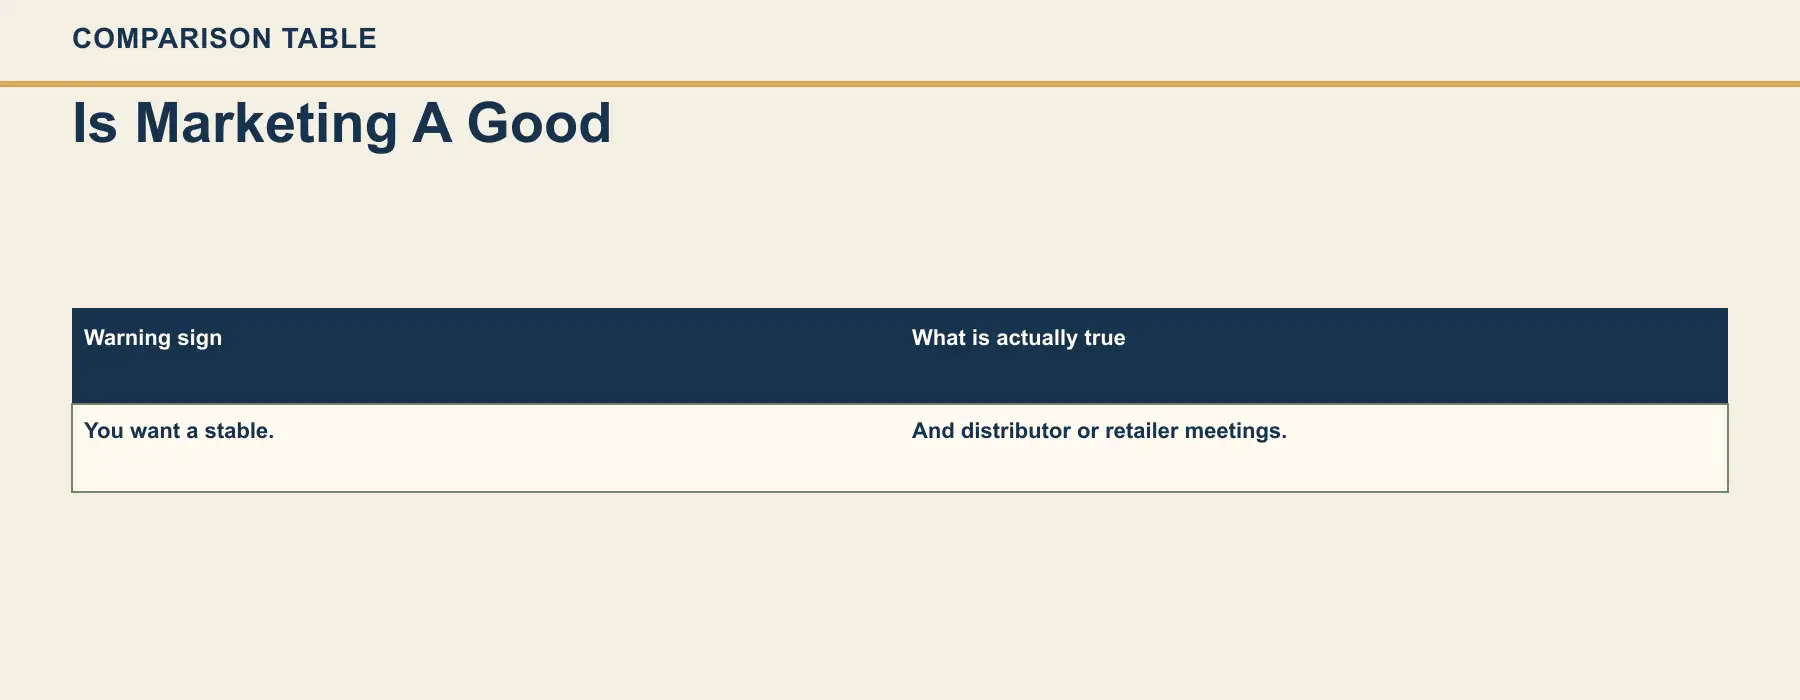 COMPARISON TABLE
Is Marketing A Good
Warning sign What is actually true
You want a stable. And distributor or retailer meetings.